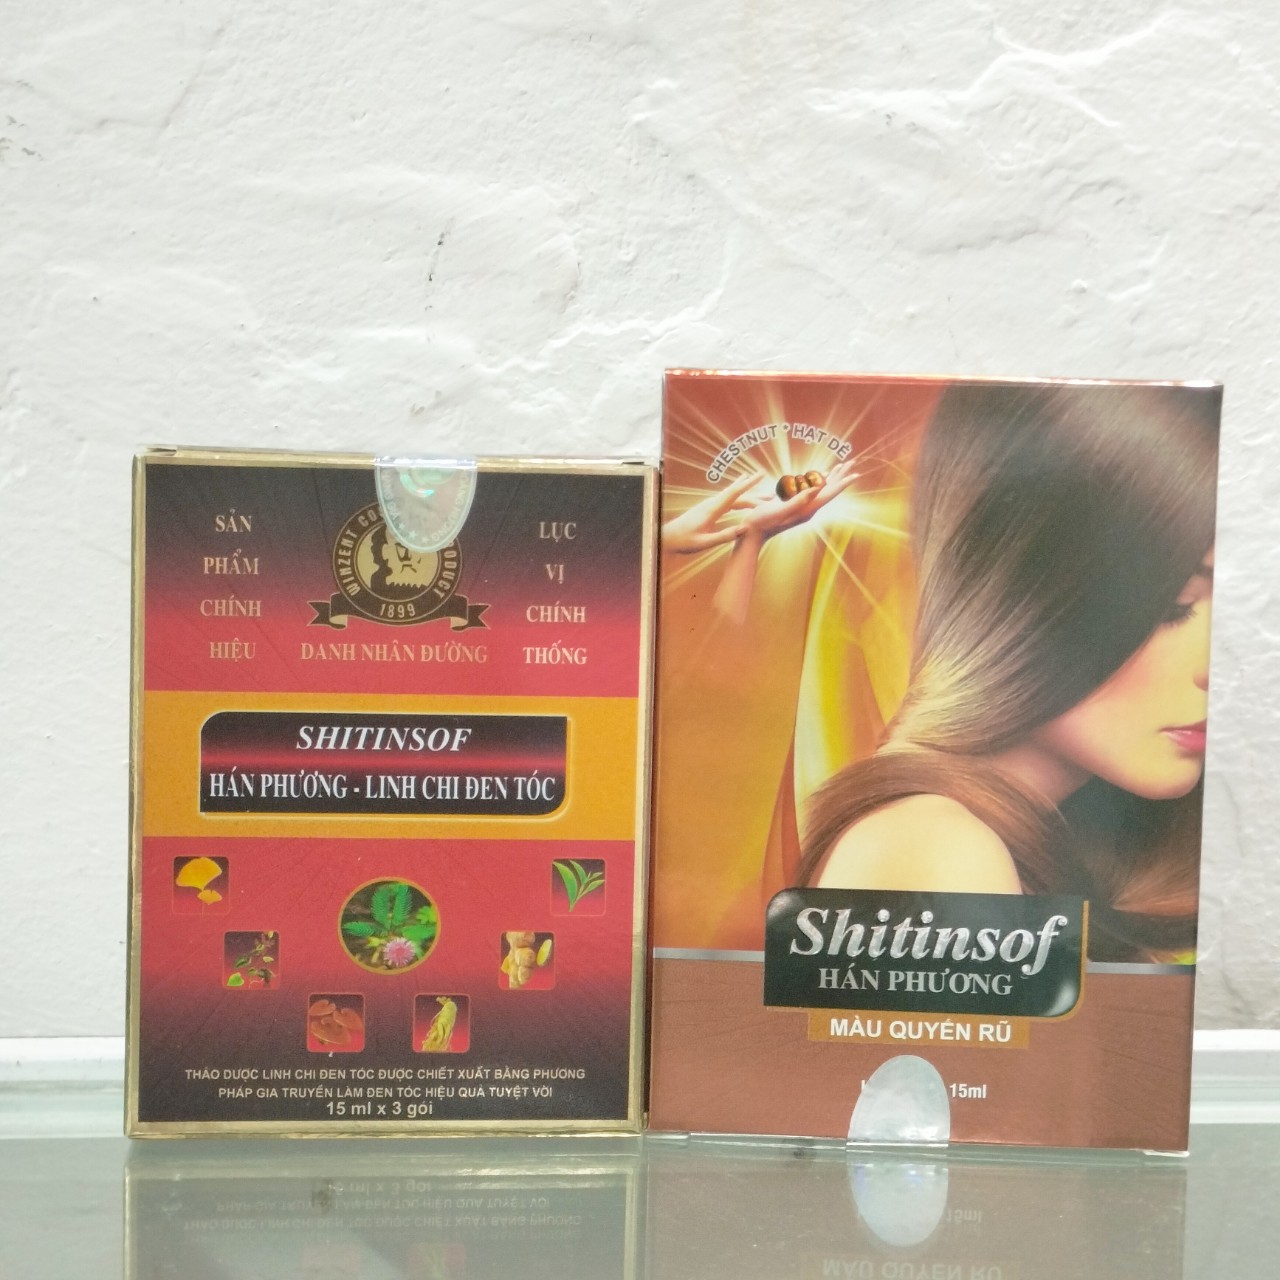 SẢN
PHẨM
CHÍNH
HIỆU
WINZENT
1899
DANH NHÂN ĐƯỜNG
LỤC
VỊ
CHÍNH
THỐNG
SHITINSOF
HÁN PHƯƠNG - LINH CHI ĐEN TÓC
THẢO DƯỢC LINH CHI ĐEN TÓC ĐƯỢC CHIẾT XUẤT BẰNG PHƯƠNG
PHÁP GIA TRUYỀN LÀM ĐEN TÓC HIỆU QUẢ TUYỆT VỜI
15 ml x 3 gói
CHESTNUT * HẠT DẺ
Shitinsof
HÁN PHƯƠNG
MÀU QUYẾN RŨ
15ml